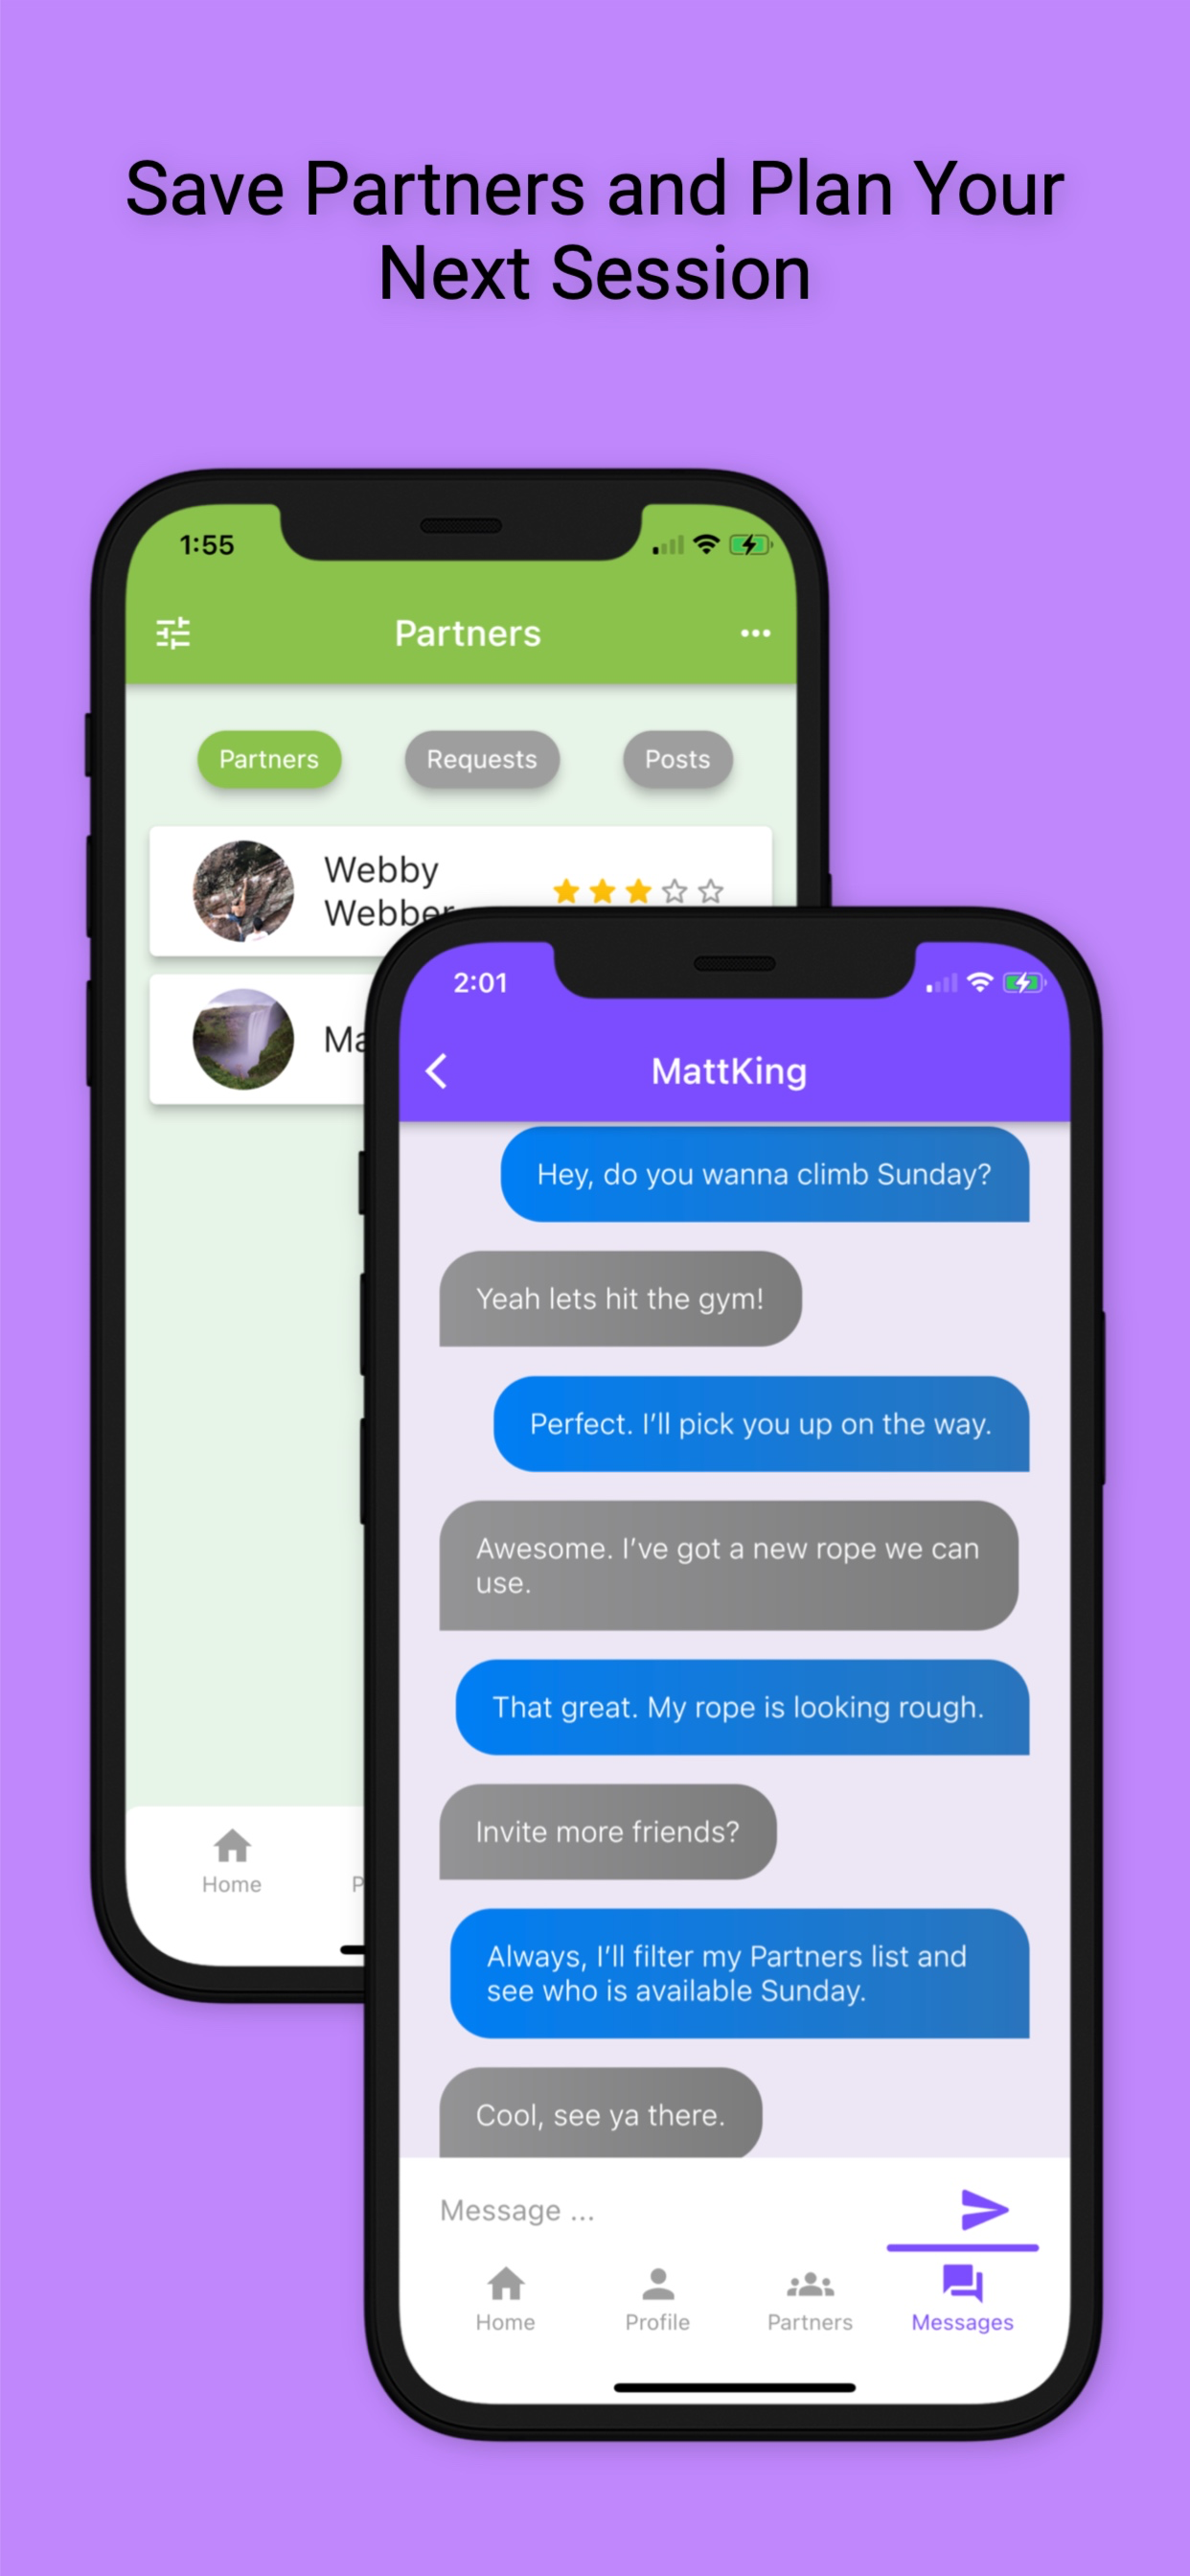 Save Partners and Plan Your
Next Session
1:55
Partners
Partners
Requests
Posts
Webby
Webber
Home
2:01
MattKing
Hey, do you wanna climb Sunday?
Yeah lets hit the gym!
Perfect. I’ll pick you up on the way.
Awesome. I’ve got a new rope we can
use.
That great. My rope is looking rough.
Invite more friends?
Always, I’ll filter my Partners list and
see who is available Sunday.
Cool, see ya there.
Message ...
Home
Profile
Partners
Messages